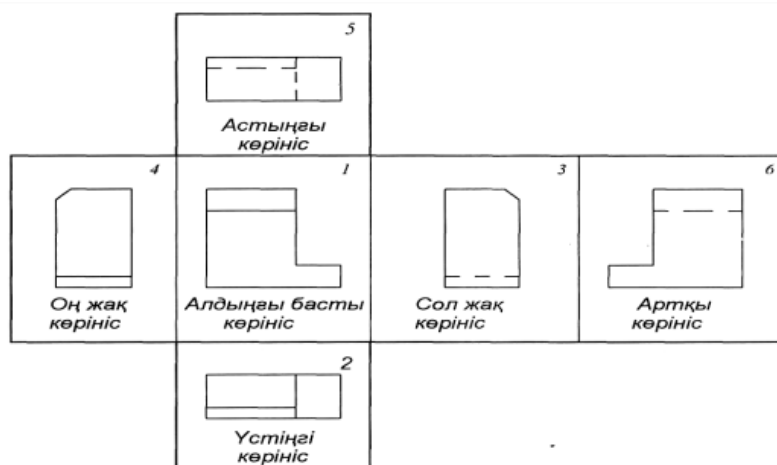 5
Астыңғы
көрініс
4
Оң жақ
көрініс
1
Алдыңғы басты
көрініс
3
Сол жақ
көрініс
6
Артқы
көрініс
2
Үстіңгі
көрініс